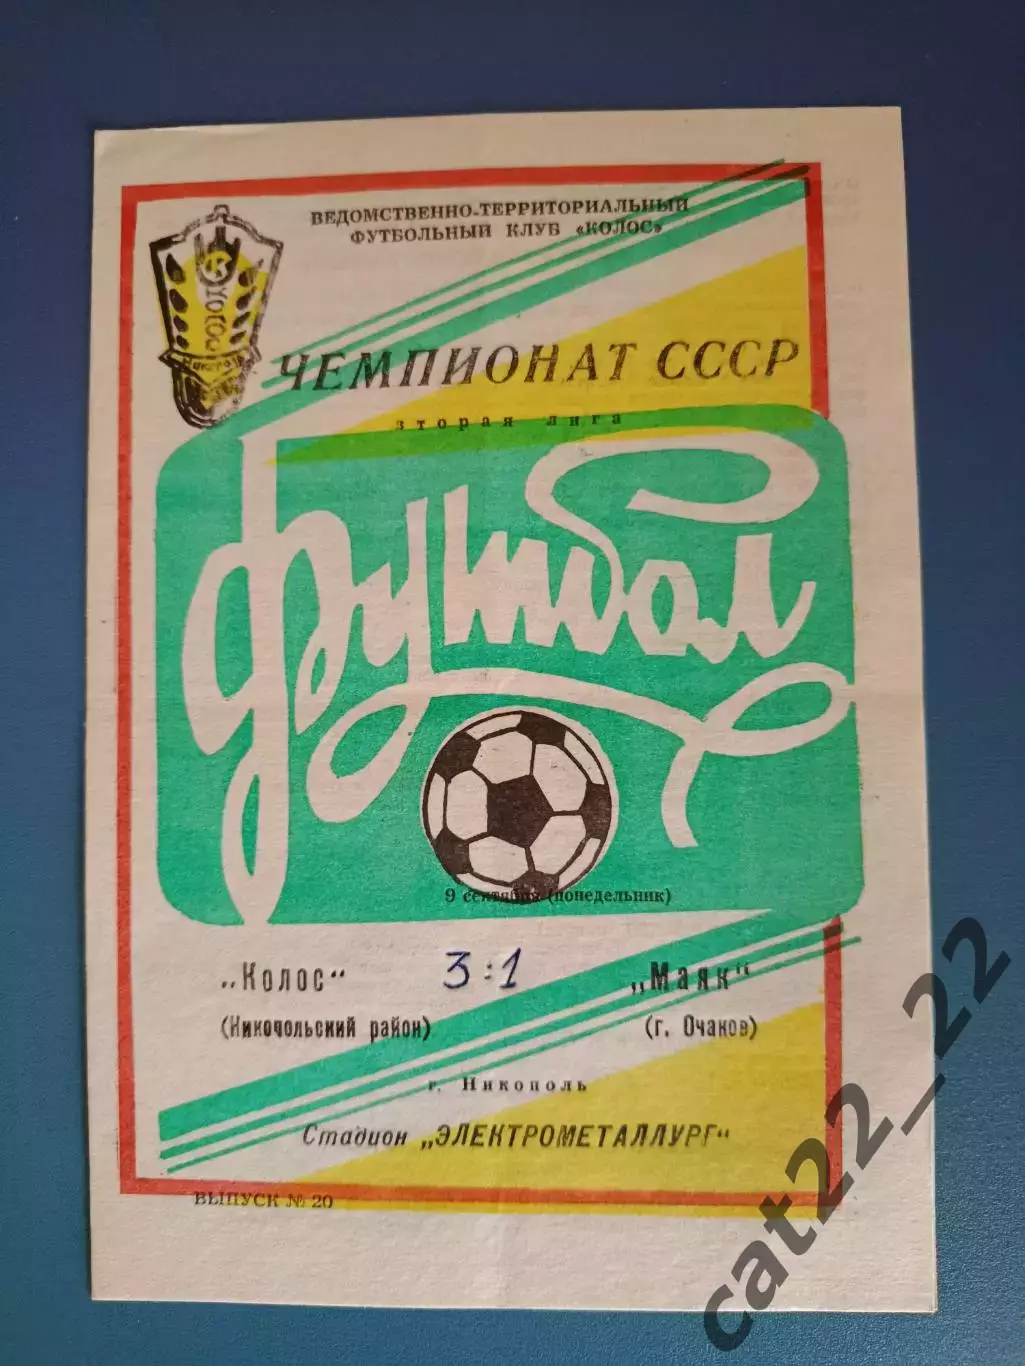 ВЕДОМСТВЕННО-ТЕРРИТОРИАЛЬНЫЙ
ФУТБОЛЬНЫЙ КЛУБ «КОЛОС»
КОЛОС
ЧЕМПИОНАТ СССР
вторая лига
футбол
9 сентября (понедельник)
„Колос" 3:1 „Маяк"
(Никопольский район) (г. Очаков)
г. Никополь
Стадион „ЭЛЕКТРОМЕТАЛЛУРГ"
ВЫПУСК № 20
cat22_22